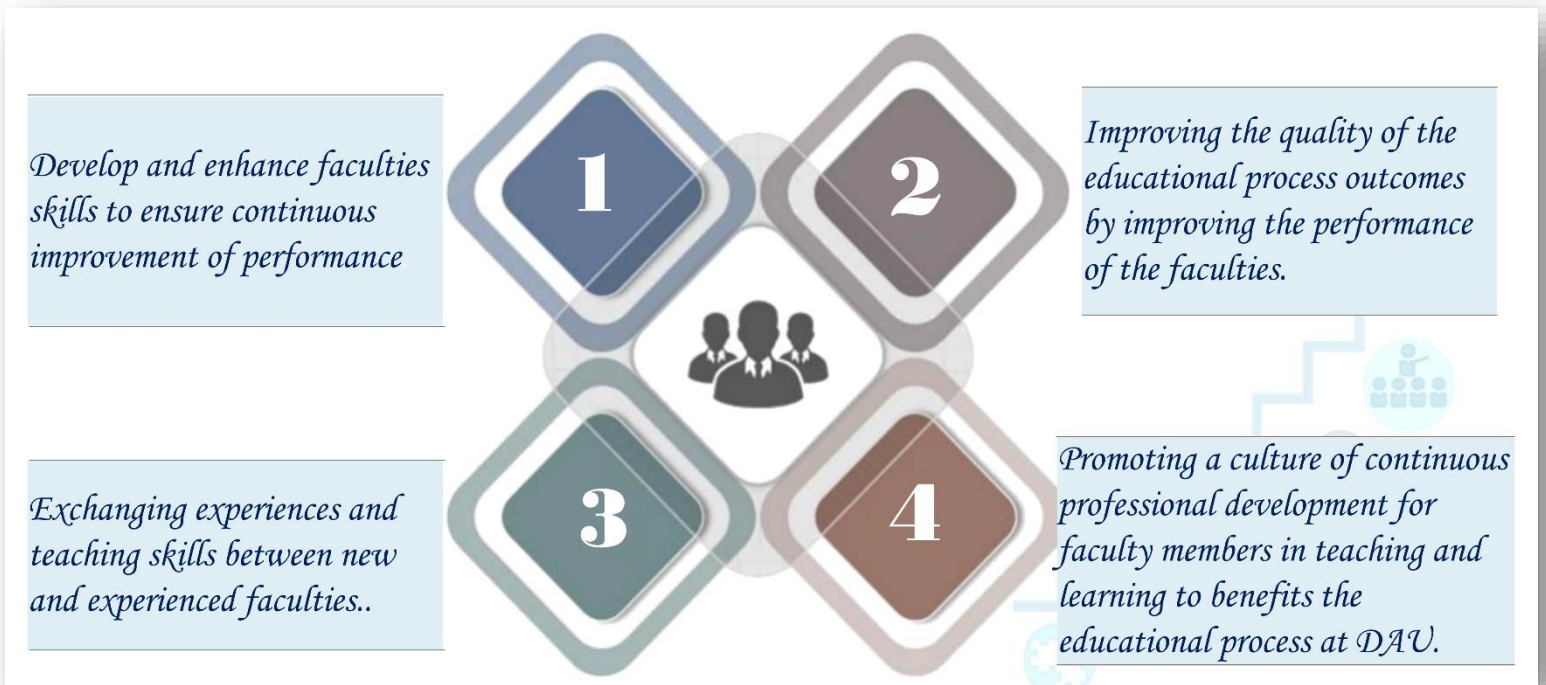 1
Develop and enhance faculties
skills to ensure continuous
improvement of performance
2
Improving the quality of the
educational process outcomes
by improving the performance
of the faculties.
3
Exchanging experiences and
teaching skills between new
and experienced faculties..
4
Promoting a culture of continuous
professional development for
faculty members in teaching and
learning to benefits the
educational process at DAU.